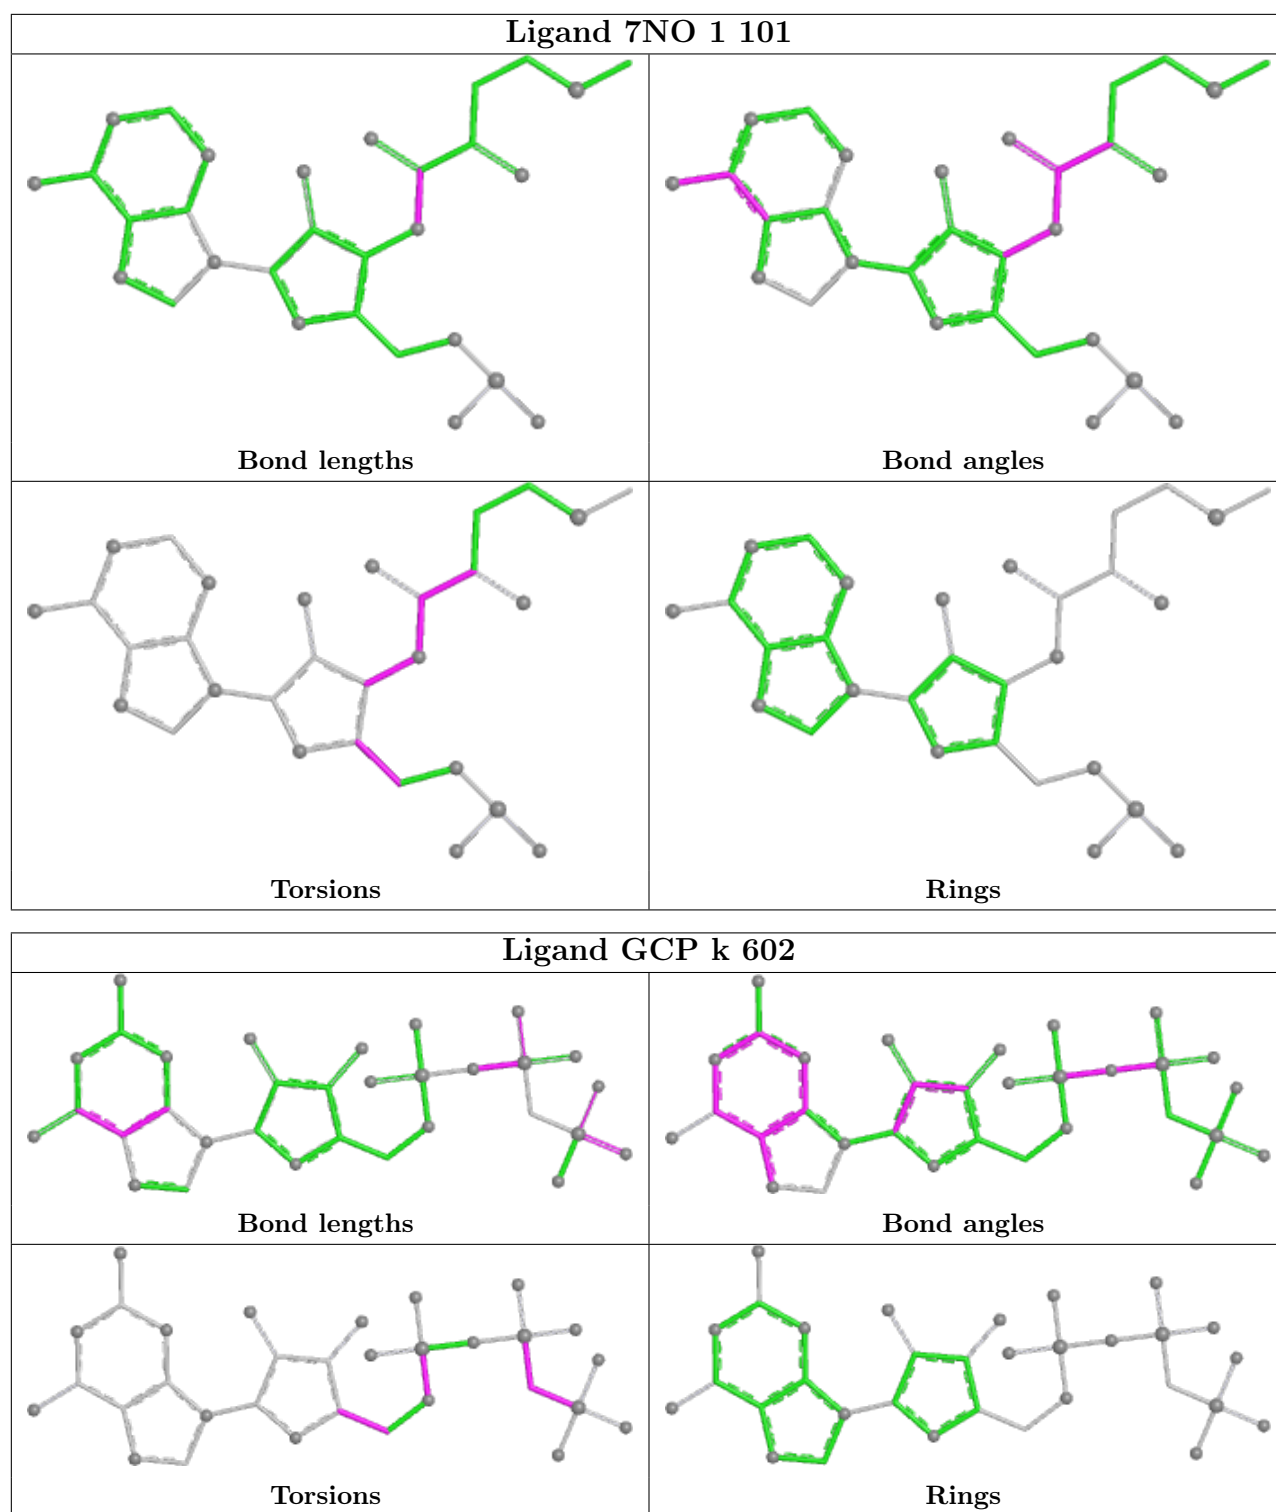 Ligand 7NO 1 101
Bond lengths
Bond angles
Torsions
Rings
Ligand GCP k 602
Bond lengths
Bond angles
Torsions
Rings